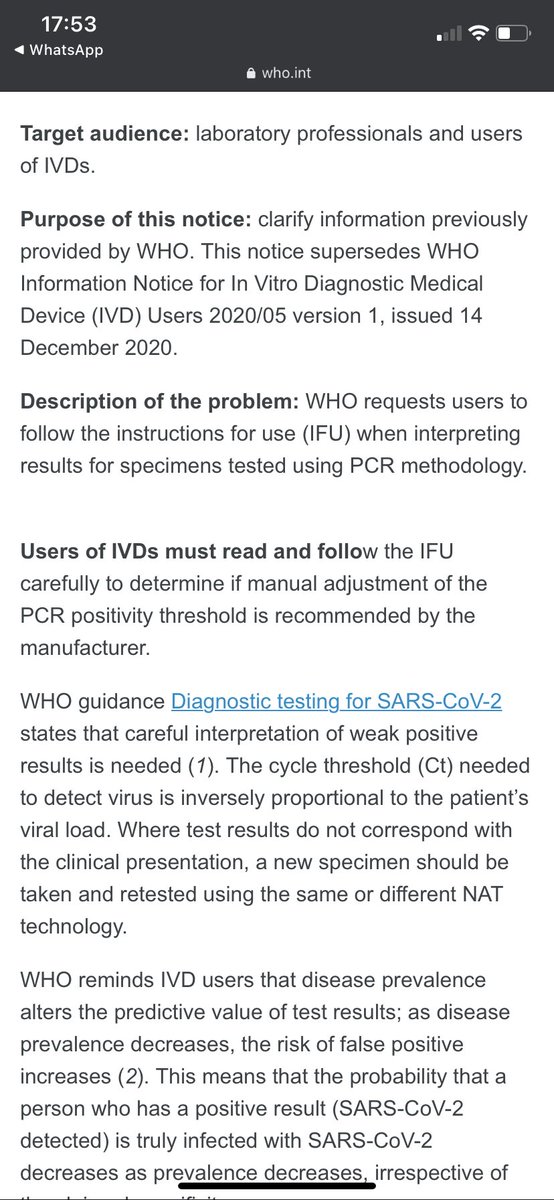 17:53
◄ WhatsApp
who.int
Target audience: laboratory professionals and users
of IVDs.
Purpose of this notice: clarify information previously
provided by WHO. This notice supersedes WHO
Information Notice for In Vitro Diagnostic Medical
Device (IVD) Users 2020/05 version 1, issued 14
December 2020.
Description of the problem: WHO requests users to
follow the instructions for use (IFU) when interpreting
results for specimens tested using PCR methodology.
Users of IVDs must read and follow the IFU
carefully to determine if manual adjustment of the
PCR positivity threshold is recommended by the
manufacturer.
WHO guidance Diagnostic testing for SARS-CoV-2
states that careful interpretation of weak positive
results is needed (1). The cycle threshold (Ct) needed
to detect virus is inversely proportional to the patient’s
viral load. Where test results do not correspond with
the clinical presentation, a new specimen should be
taken and retested using the same or different NAT
technology.
WHO reminds IVD users that disease prevalence
alters the predictive value of test results; as disease
prevalence decreases, the risk of false positive
increases (2). This means that the probability that a
person who has a positive result (SARS-CoV-2
detected) is truly infected with SARS-CoV-2
decreases as prevalence decreases, irrespective of